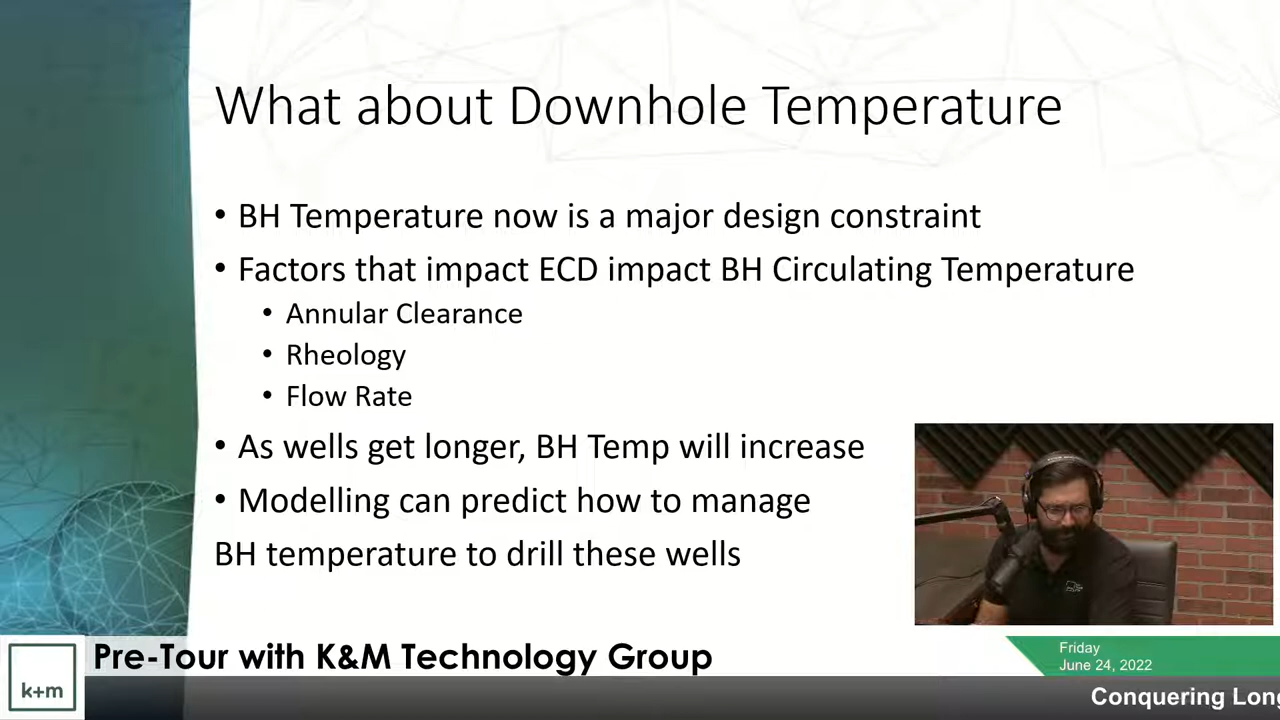 What about Downhole Temperature
• BH Temperature now is a major design constraint
• Factors that impact ECD impact BH Circulating Temperature
• Annular Clearance
• Rheology
• Flow Rate
• As wells get longer, BH Temp will increase
• Modelling can predict how to manage
BH temperature to drill these wells
k+m
Pre-Tour with K&M Technology Group
Friday
June 24, 2022
Conquering